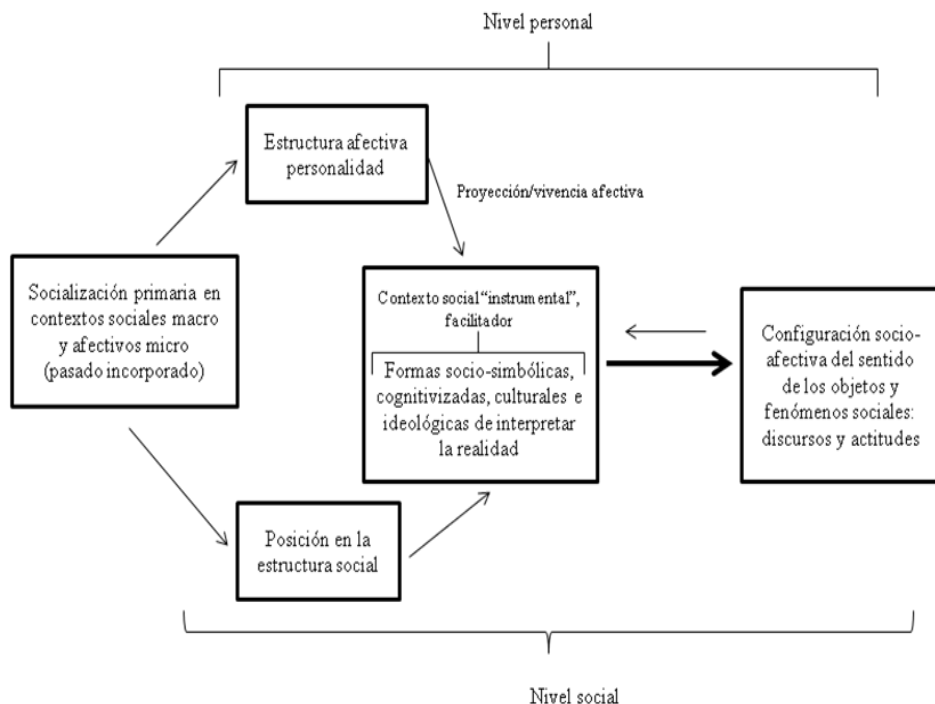 Nivel personal
Estructura afectiva
personalidad
Proyección/vivencia afectiva
Socialización primaria en
contextos sociales macro
y afectivos micro
(pasado incorporado)
Contexto social “instrumental”,
facilitador
Formas socio-simbólicas,
cognitivizadas, culturales e
ideológicas de interpretar
la realidad
Configuración socio-
afectiva del sentido
de los objetos y
fenómenos sociales:
discursos y actitudes
Posición en la
estructura social
Nivel social